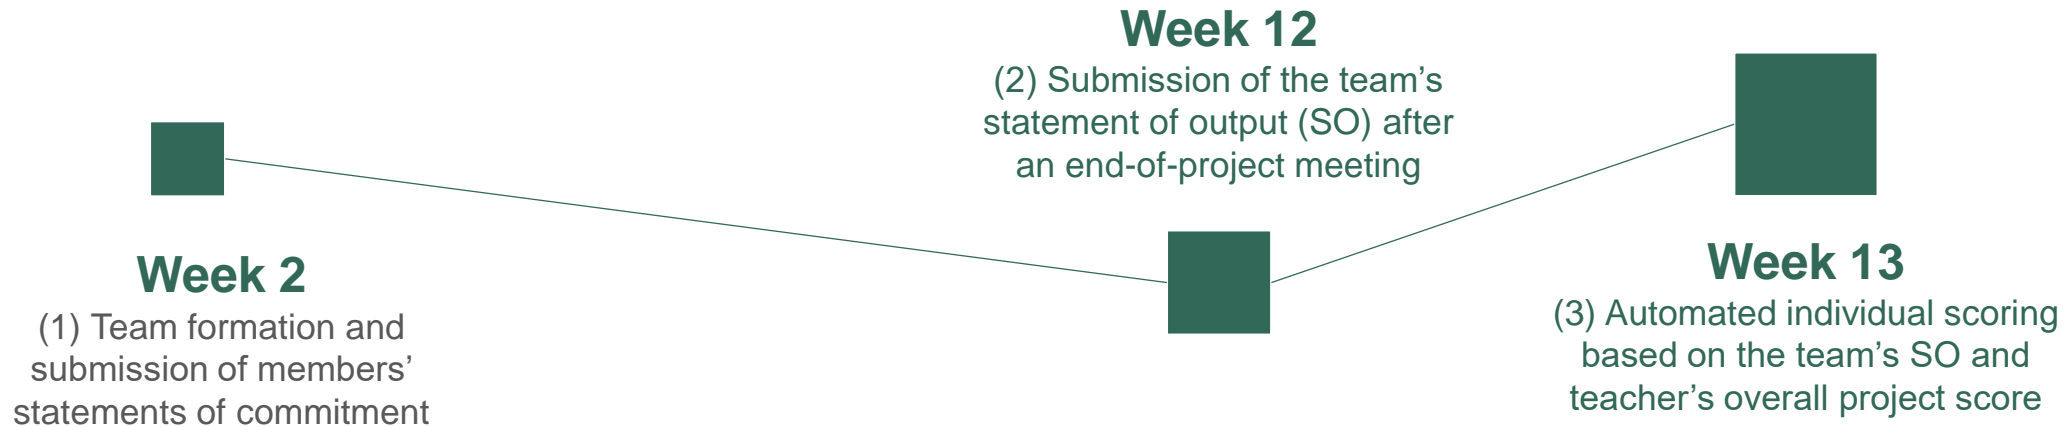 Week 2
(1) Team formation and
submission of members’
statements of commitment
Week 12
(2) Submission of the team’s
statement of output (SO) after
an end-of-project meeting
Week 13
(3) Automated individual scoring
based on the team’s SO and
teacher’s overall project score